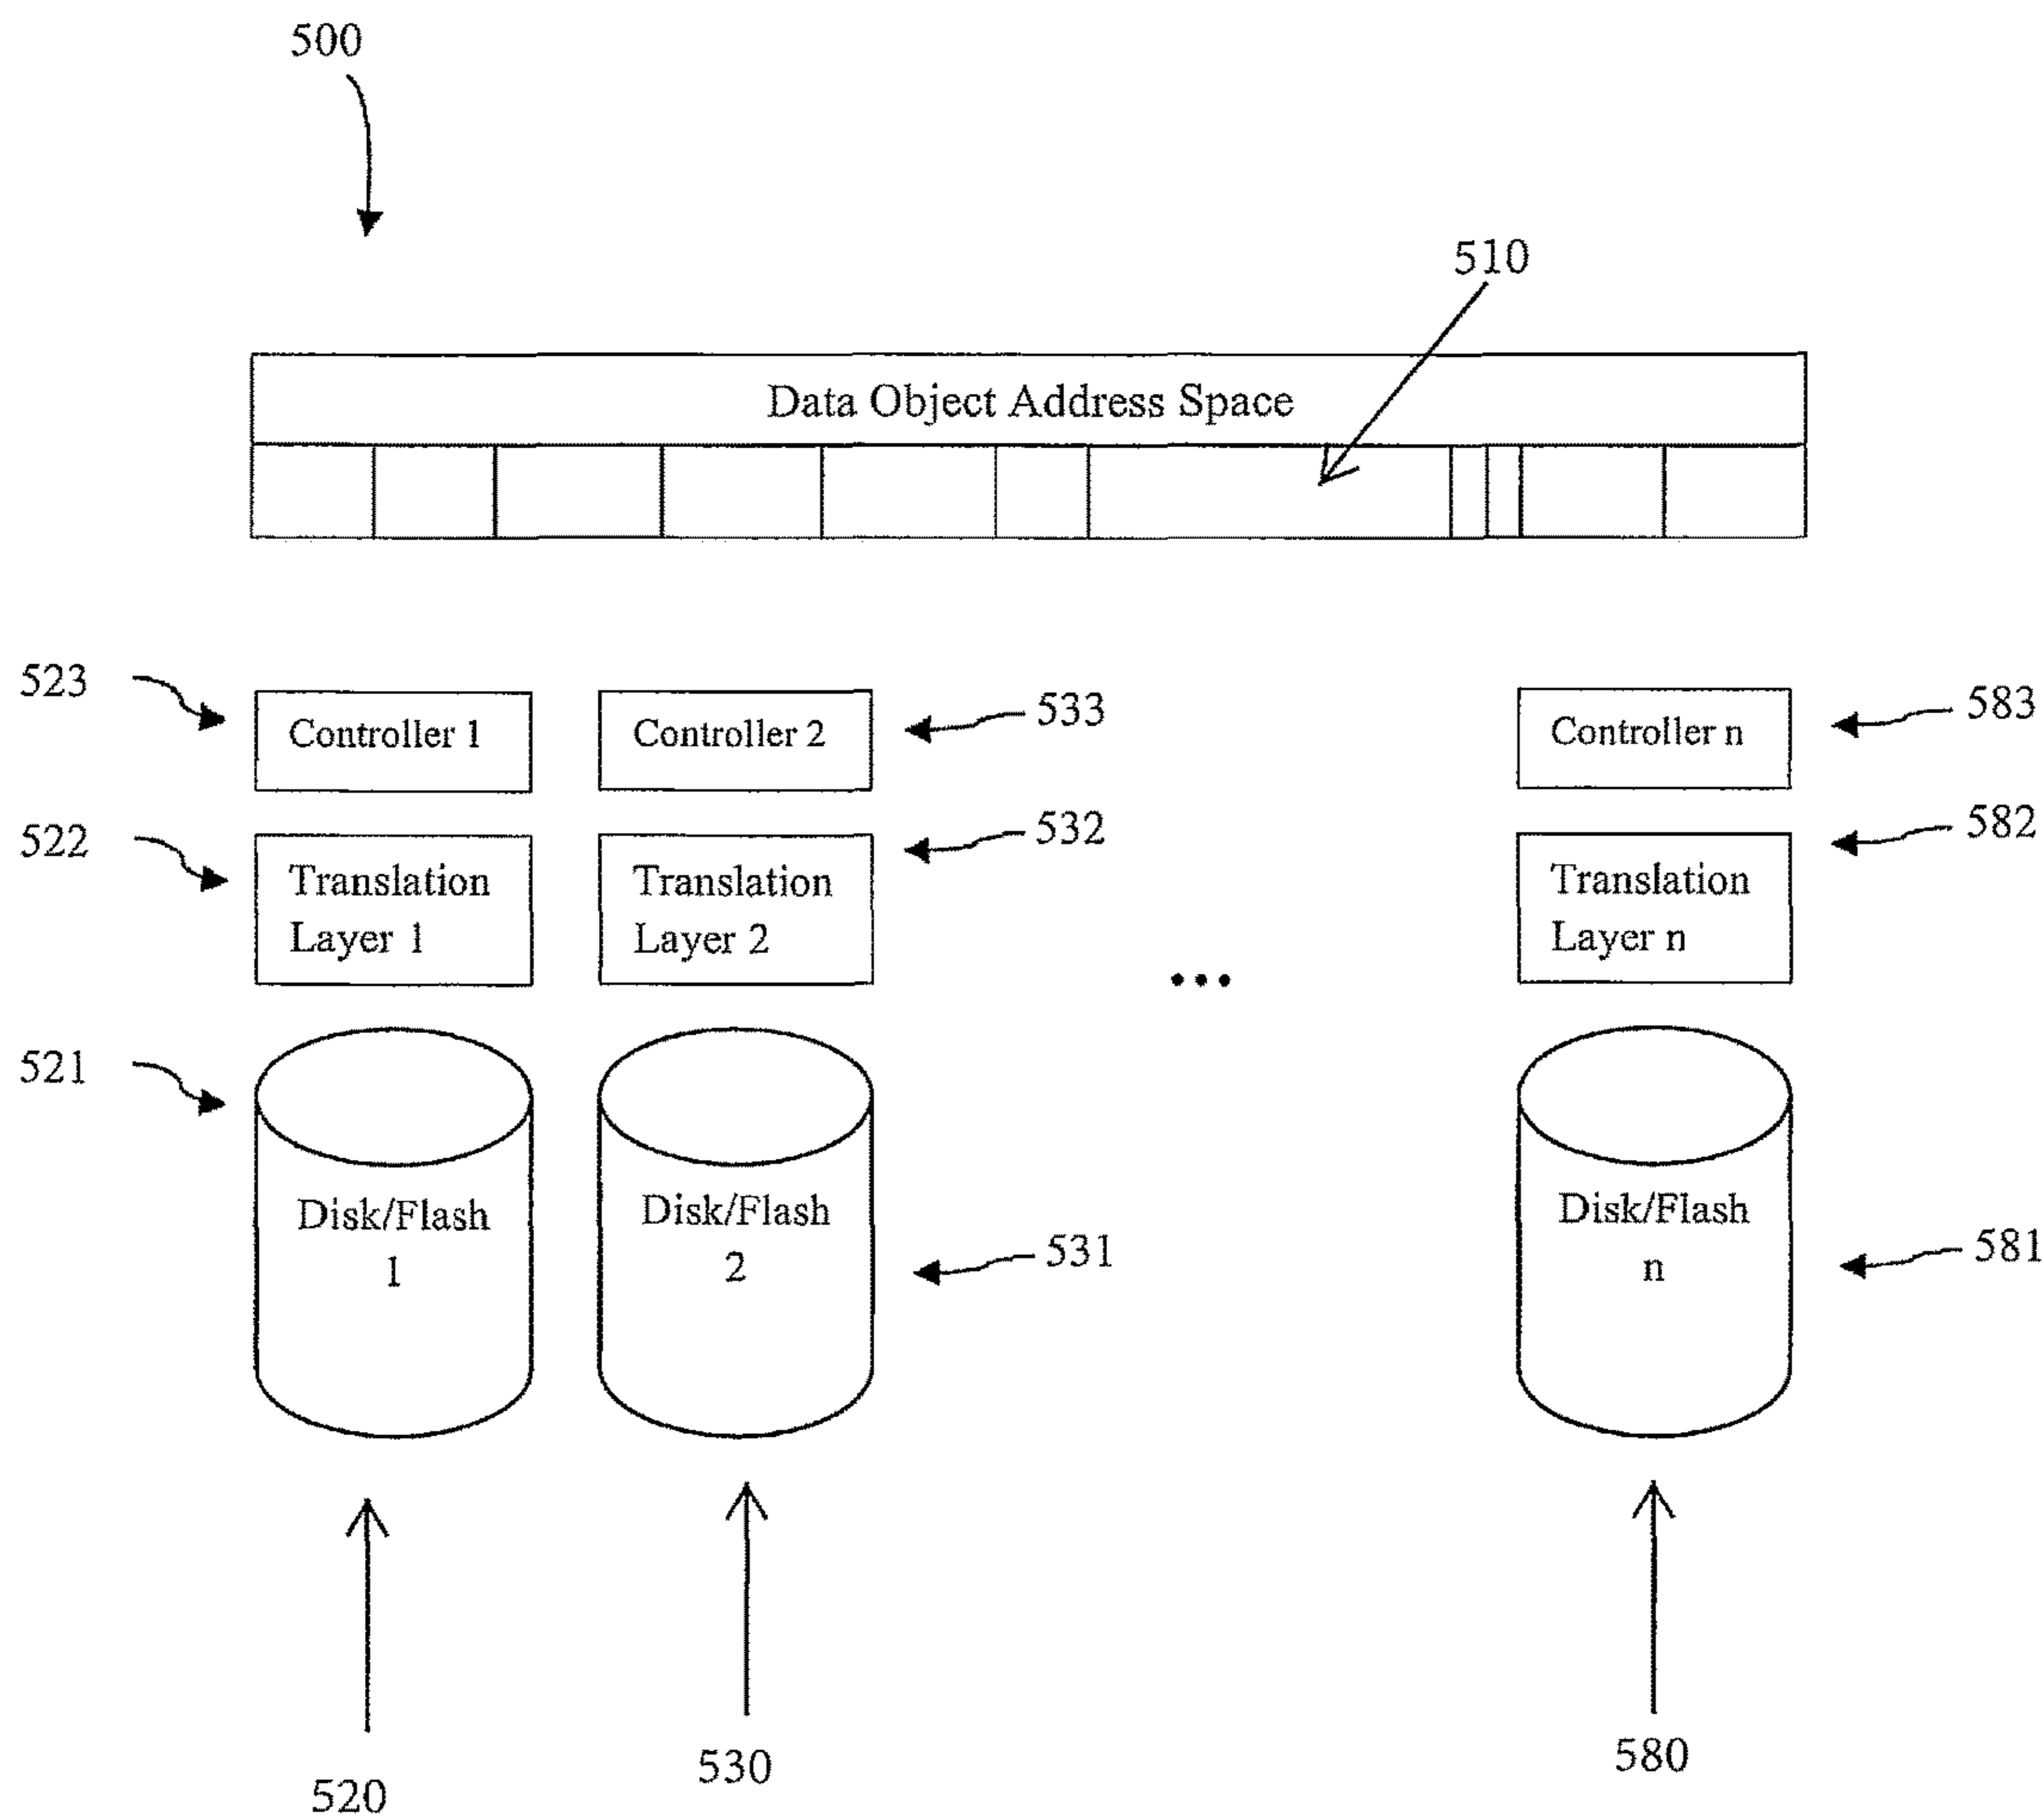 500
510
Data Object Address Space
523
Controller 1
Controller 2
533
Controller n
583
522
Translation
Layer 1
Translation
Layer 2
532
Translation
Layer n
582
...
521
Disk/Flash
1
Disk/Flash
2
531
Disk/Flash
n
581
520
530
580